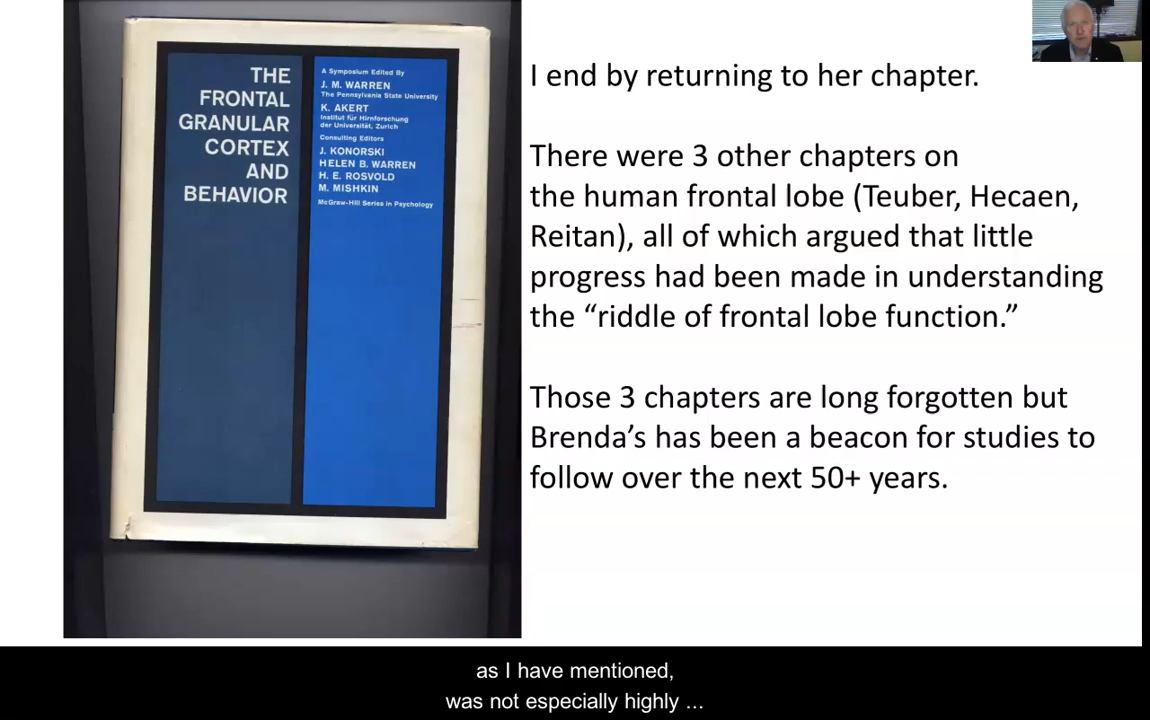 THE
FRONTAL
GRANULAR
CORTEX
AND
BEHAVIOR
A Symposium Edited By
J. M. WARREN
The Pennsylvania State University
K. AKERT
Institut für Hirnforschung
der Universität, Zurich
Consulting Editors
J. KONORSKI
HELEN B. WARREN
H. E. ROSVOLD
M. MISHKIN
McGraw-Hill Series in Psychology
I end by returning to her chapter.
There were 3 other chapters on
the human frontal lobe (Teuber, Hecaen,
Reitan), all of which argued that little
progress had been made in understanding
the “riddle of frontal lobe function.”
Those 3 chapters are long forgotten but
Brenda’s has been a beacon for studies to
follow over the next 50+ years.
as I have mentioned,
was not especially highly ...